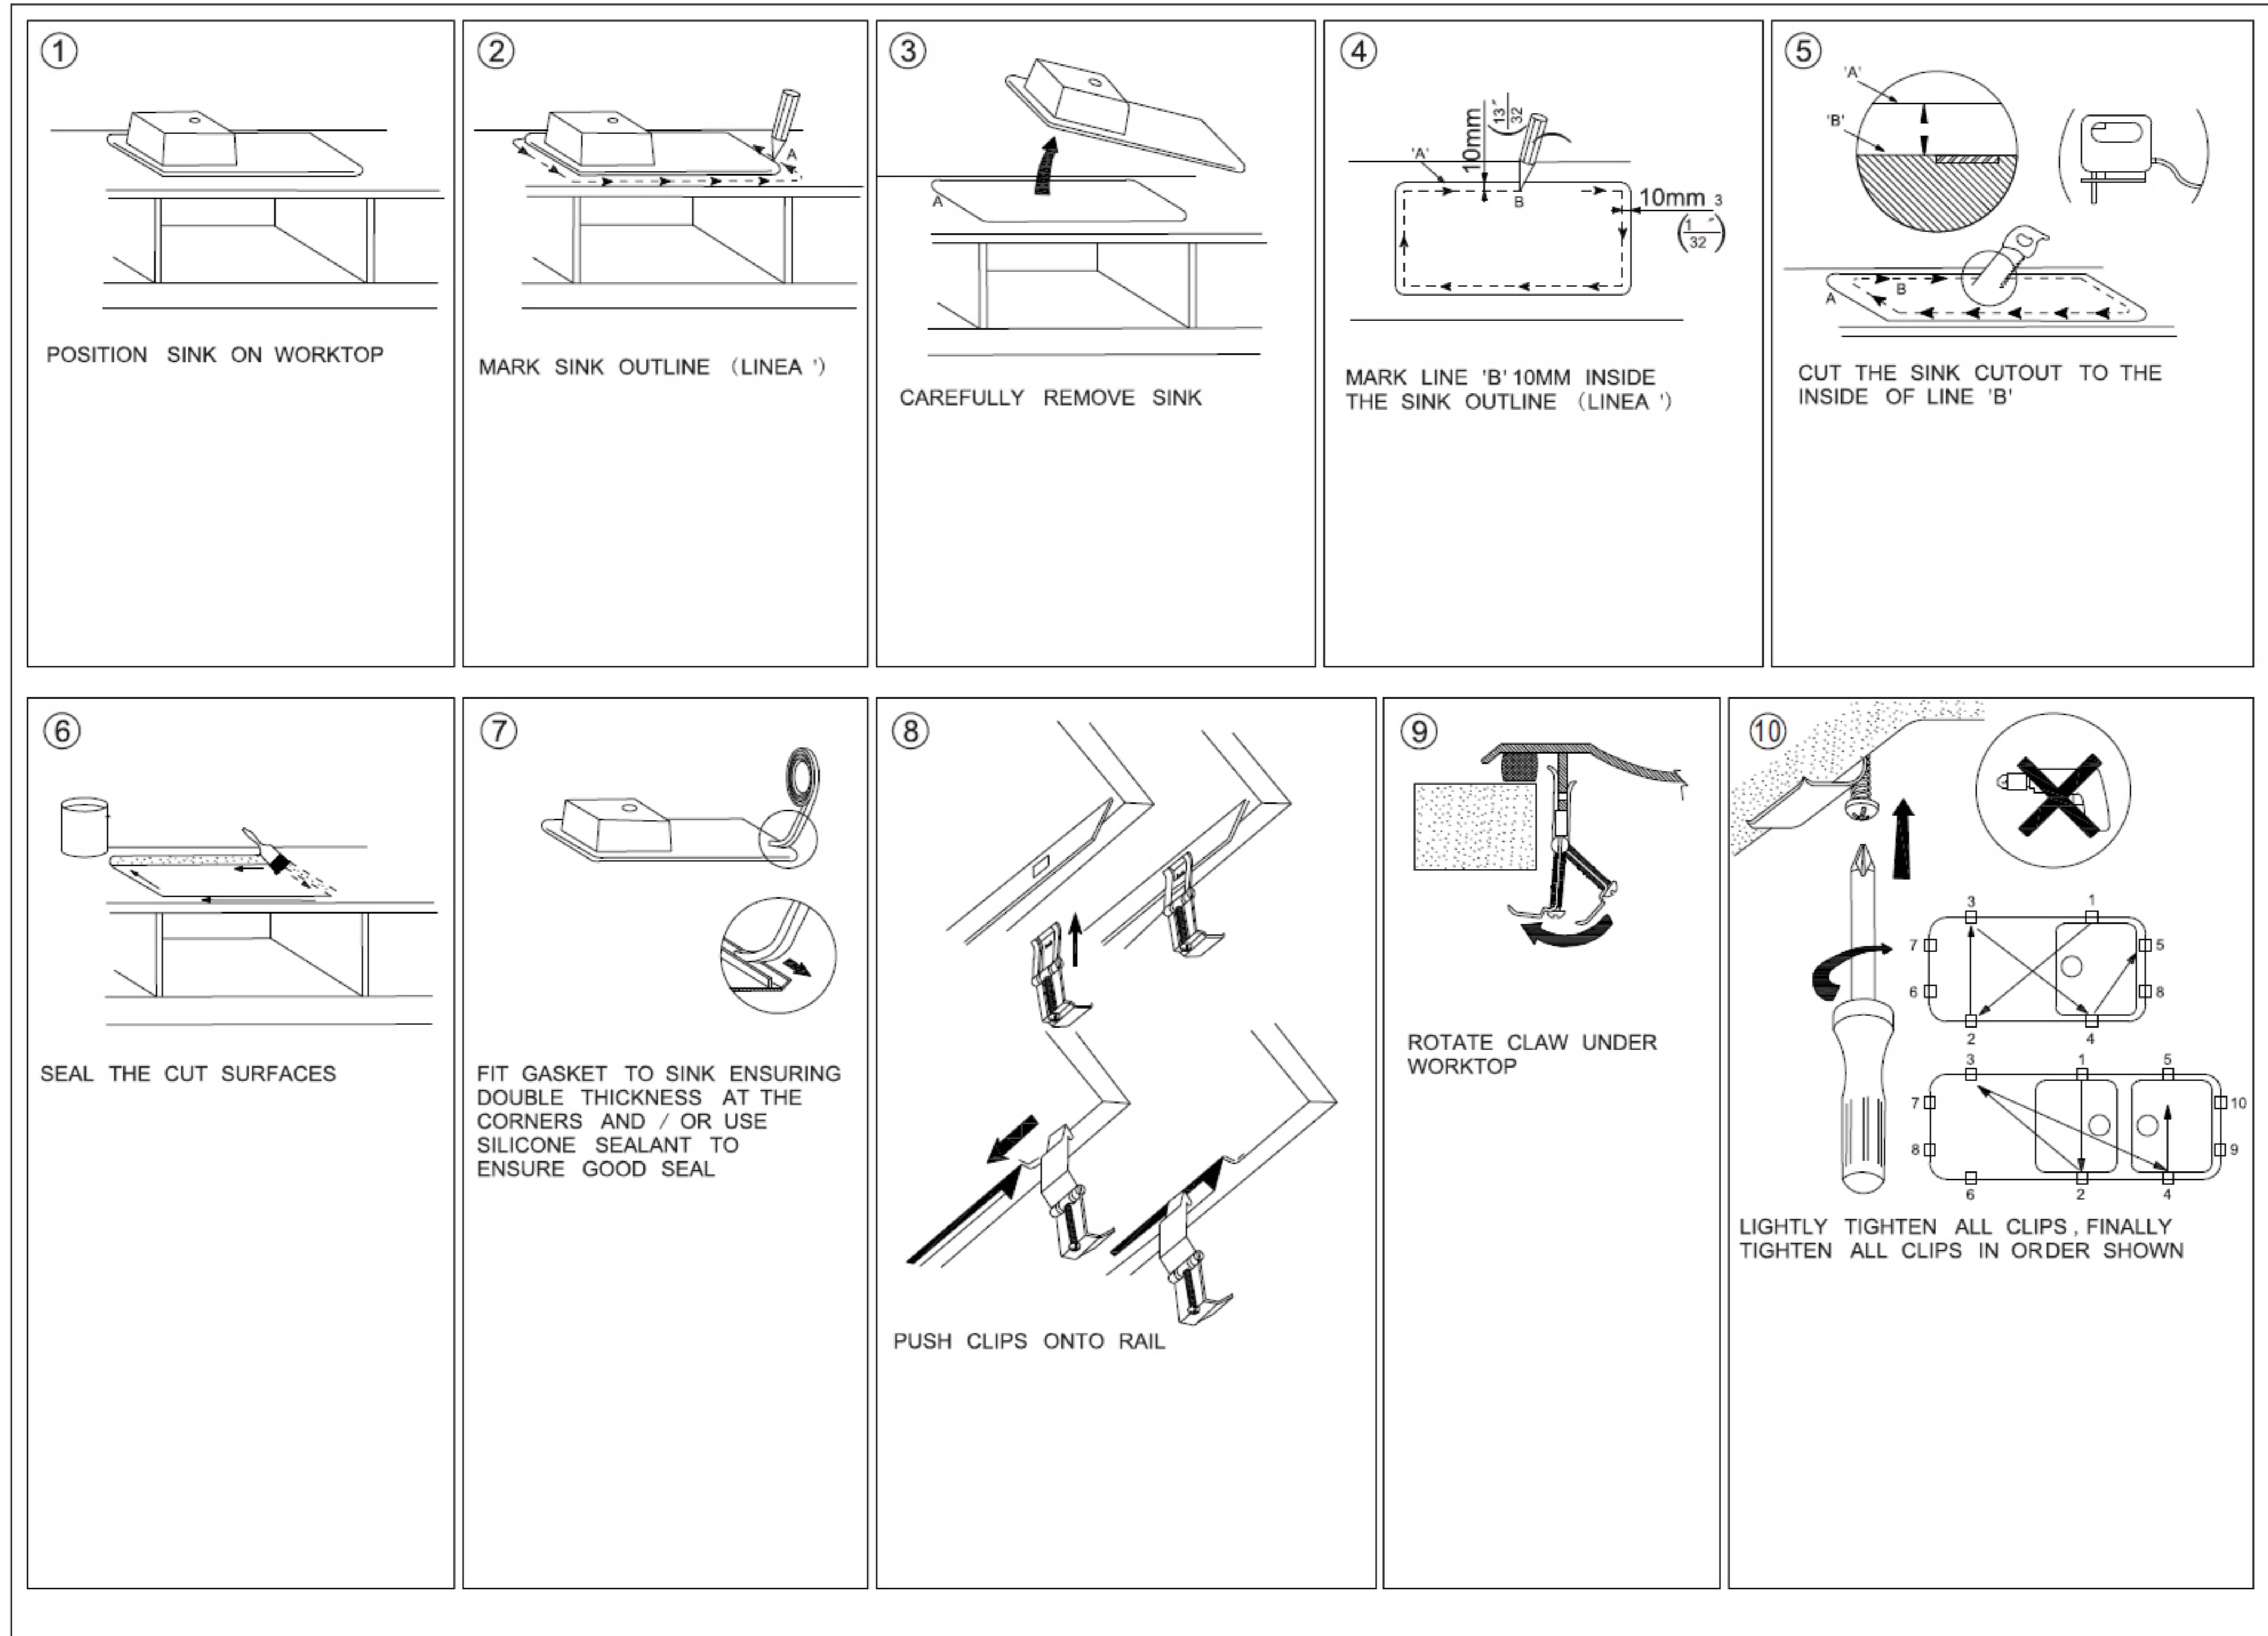 1
POSITION SINK ON WORKTOP
2
A
MARK SINK OUTLINE (LINEA ')
3
A
CAREFULLY REMOVE SINK
4
10mm
(13"/32)
'A'
B
10mm 3
(1"/32)
MARK LINE 'B' 10MM INSIDE
THE SINK OUTLINE (LINEA ')
5
'A'
'B'
A
B
CUT THE SINK CUTOUT TO THE
INSIDE OF LINE 'B'
6
SEAL THE CUT SURFACES
7
FIT GASKET TO SINK ENSURING
DOUBLE THICKNESS AT THE
CORNERS AND / OR USE
SILICONE SEALANT TO
ENSURE GOOD SEAL
8
PUSH CLIPS ONTO RAIL
9
ROTATE CLAW UNDER
WORKTOP
10
3 1
7 5
6 8
2 4
3 1 5
7 10
8 9
6 2 4
LIGHTLY TIGHTEN ALL CLIPS , FINALLY
TIGHTEN ALL CLIPS IN ORDER SHOWN